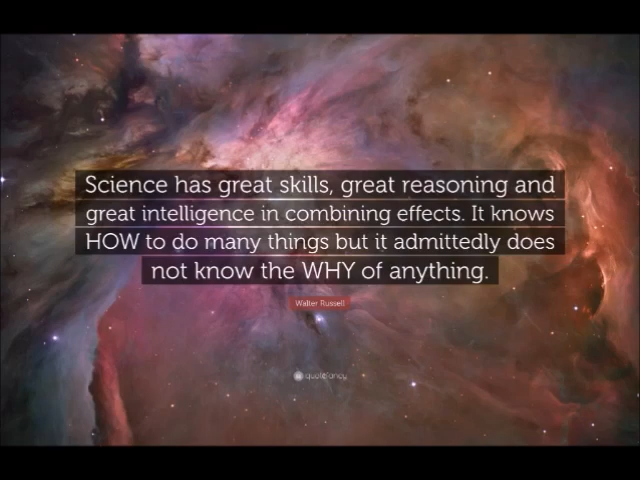 Science has great skills, great reasoning and
great intelligence in combining effects. It knows
HOW to do many things but it admittedly does
not know the WHY of anything.
Walter Russell
quotefancy